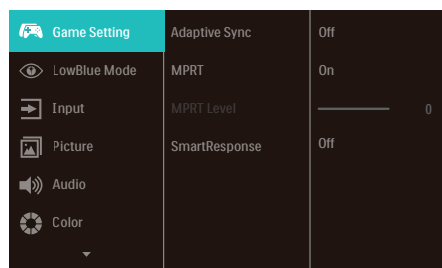 Game Setting Adaptive Sync Off
LowBlue Mode MPRT On
Input MPRT Level 0
Picture SmartResponse Off
Audio
Color